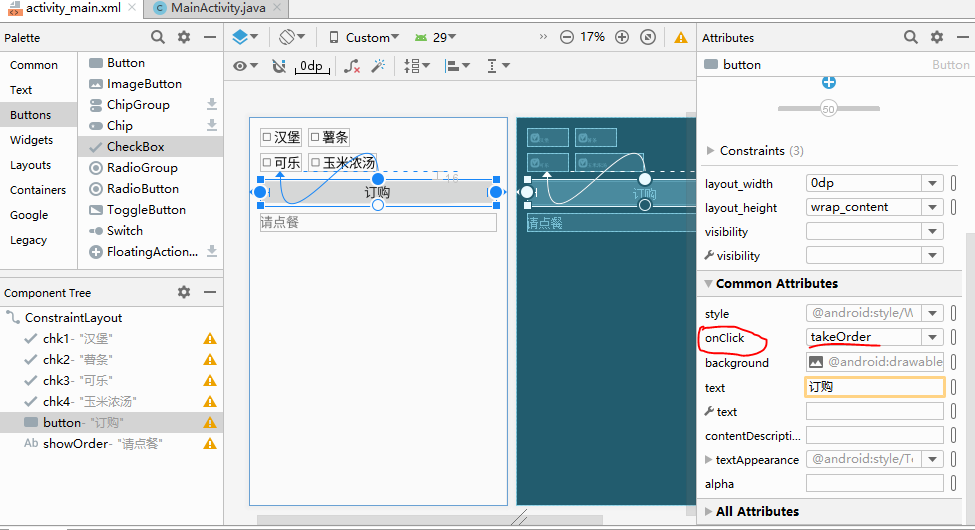 activity_main.xml
MainActivity.java
Palette
Custom
29
17%
Attributes
0dp
button
Button
Common
Text
Buttons
Widgets
Layouts
Containers
Google
Legacy
Button
ImageButton
ChipGroup
Chip
CheckBox
RadioGroup
RadioButton
ToggleButton
Switch
FloatingAction...
汉堡
薯条
可乐
玉米浓汤
16
订购
请点餐
订购
请点餐
50
Constraints (3)
layout_width
0dp
layout_height
wrap_content
visibility
visibility
Common Attributes
style
@android:style/W
onClick
takeOrder
background
@android:drawable
text
订购
text
contentDescripti...
textAppearance
@android:style/Te
alpha
All Attributes
Component Tree
ConstraintLayout
chk1- "汉堡"
chk2- "薯条"
chk3- "可乐"
chk4- "玉米浓汤"
button- "订购"
Ab showOrder- "请点餐"